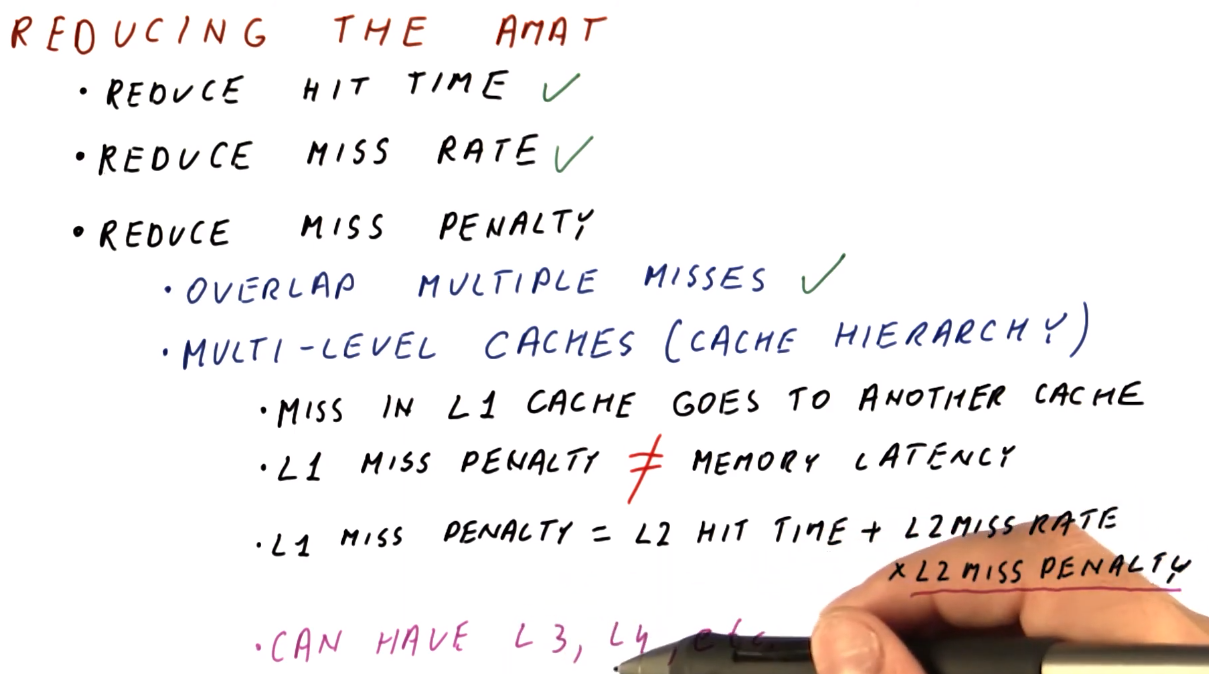 REDUCING THE AMAT
• REDUCE HIT TIME ✓
• REDUCE MISS RATE ✓
• REDUCE MISS PENALTY
• OVERLAP MULTIPLE MISSES ✓
• MULTI-LEVEL CACHES (CACHE HIERARCHY)
• MISS IN L1 CACHE GOES TO ANOTHER CACHE
• L1 MISS PENALTY ≠ MEMORY LATENCY
• L1 MISS PENALTY = L2 HIT TIME + L2 MISS RATE
× L2 MISS PENALTY
• CAN HAVE L3, L4, etc.